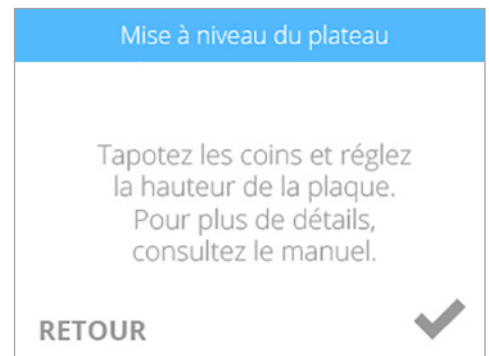 Mise à niveau du plateau
Tapotez les coins et réglez
la hauteur de la plaque.
Pour plus de détails,
consultez le manuel.
RETOUR